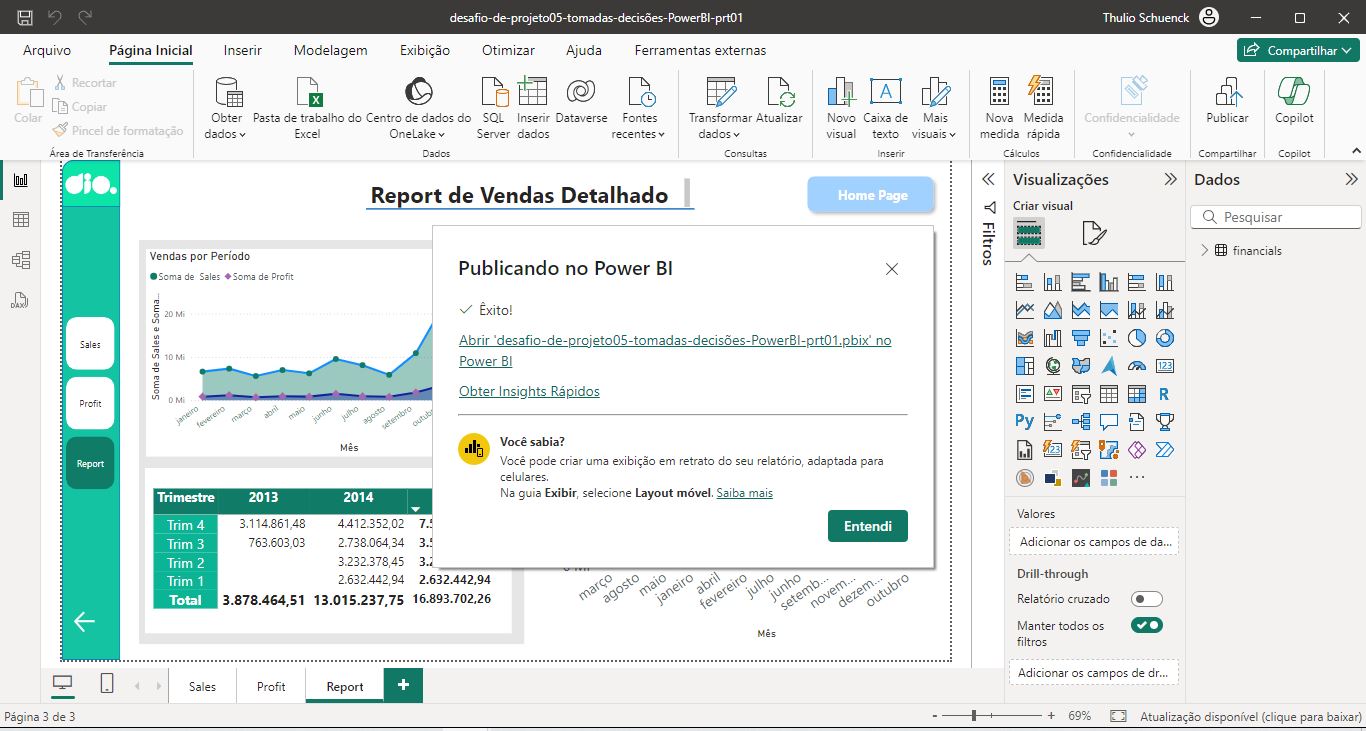 desafio-de-projeto05-tomadas-decisões-PowerBI-prt01
Thulio Schuenck
Arquivo
Página Inicial
Inserir
Modelagem
Exibição
Otimizar
Ajuda
Ferramentas externas
Compartilhar
Colar
Recortar
Copiar
Pincel de formatação
Área de Transferência
Obter dados
Pasta de trabalho do Excel
Centro de dados do OneLake
SQL Server
Inserir dados
Dataverse
Fontes recentes
Dados
Transformar dados
Atualizar
Consultas
Novo visual
Caixa de texto
Mais visuais
Inserir
Nova medida
Medida rápida
Cálculos
Confidencialidade
Confidencialidade
Publicar
Compartilhar
Copilot
Copilot
dio.
Sales
Profit
Report
Report de Vendas Detalhado
Home Page
Vendas por Período
Soma de Sales Soma de Profit
Soma de Sales e Soma...
20 Mi
10 Mi
0 Mi
janeiro
fevereiro
março
abril
maio
junho
julho
agosto
setembro
Mês
Trimestre 2013 2014
Trim 4 3.114.861,48 4.412.352,02
Trim 3 763.603,03 2.738.064,34
Trim 2 3.232.378,45
Trim 1 2.632.442,94 2.632.442,94
Total 3.878.464,51 13.015.237,75 16.893.702,26
março
agosto
maio
janeiro
abril
fevereiro
julho
junho
setemb...
novem...
dezem...
outubro
Mês
Publicando no Power BI
Êxito!
Abrir 'desafio-de-projeto05-tomadas-decisões-PowerBI-prt01.pbix' no
Power BI
Obter Insights Rápidos
Você sabia?
Você pode criar uma exibição em retrato do seu relatório, adaptada para
celulares.
Na guia Exibir, selecione Layout móvel. Saiba mais
Entendi
Filtros
Visualizações
Criar visual
123
R
Py
123
Valores
Adicionar os campos de da...
Drill-through
Relatório cruzado
Manter todos os
filtros
Adicionar os campos de dr...
Dados
Pesquisar
financials
DAX
Sales
Profit
Report
+
Página 3 de 3
- + 69%
Atualização disponível (clique para baixar)